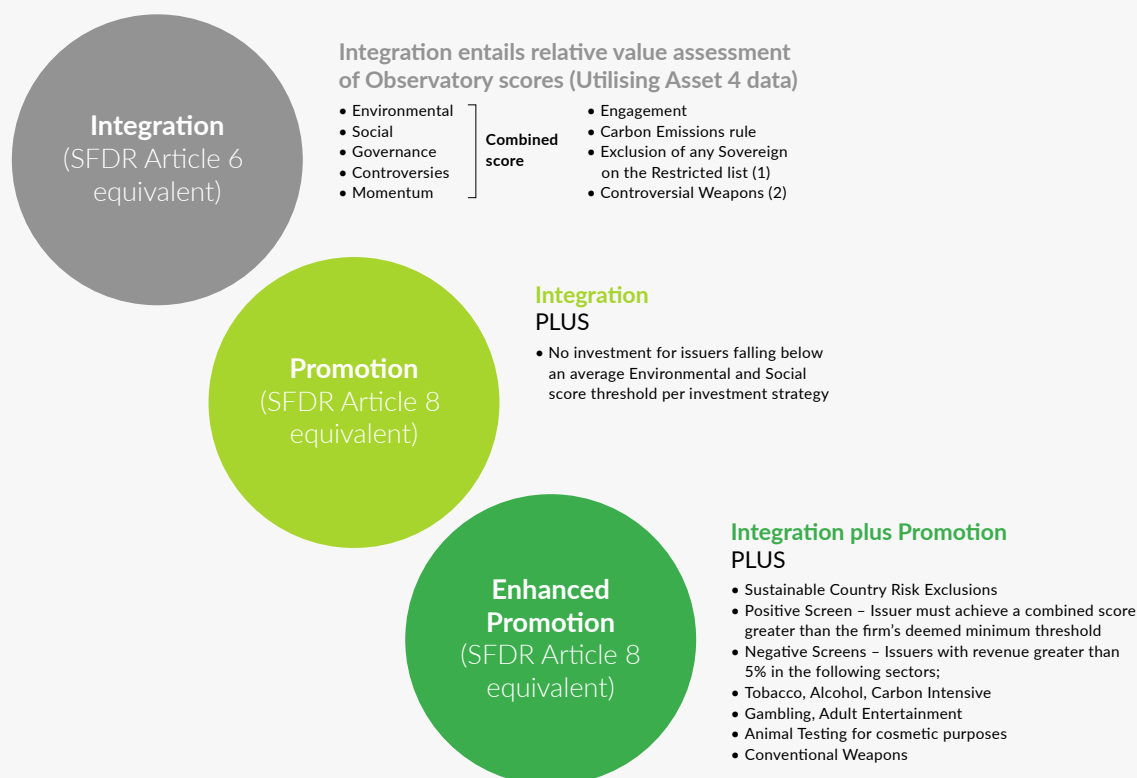 Integration
(SFDR Article 6
equivalent)
Integration entails relative value assessment
of Observatory scores (Utilising Asset 4 data)
• Environmental
• Social
• Governance
• Controversies
• Momentum
Combined
score
• Engagement
• Carbon Emissions rule
• Exclusion of any Sovereign
on the Restricted list (1)
• Controversial Weapons (2)
Promotion
(SFDR Article 8
equivalent)
Integration
PLUS
• No investment for issuers falling below
an average Environmental and Social
score threshold per investment strategy
Enhanced
Promotion
(SFDR Article 8
equivalent)
Integration plus Promotion
PLUS
• Sustainable Country Risk Exclusions
• Positive Screen – Issuer must achieve a combined score
greater than the firm's deemed minimum threshold
• Negative Screens – Issuers with revenue greater than
5% in the following sectors;
• Tobacco, Alcohol, Carbon Intensive
• Gambling, Adult Entertainment
• Animal Testing for cosmetic purposes
• Conventional Weapons